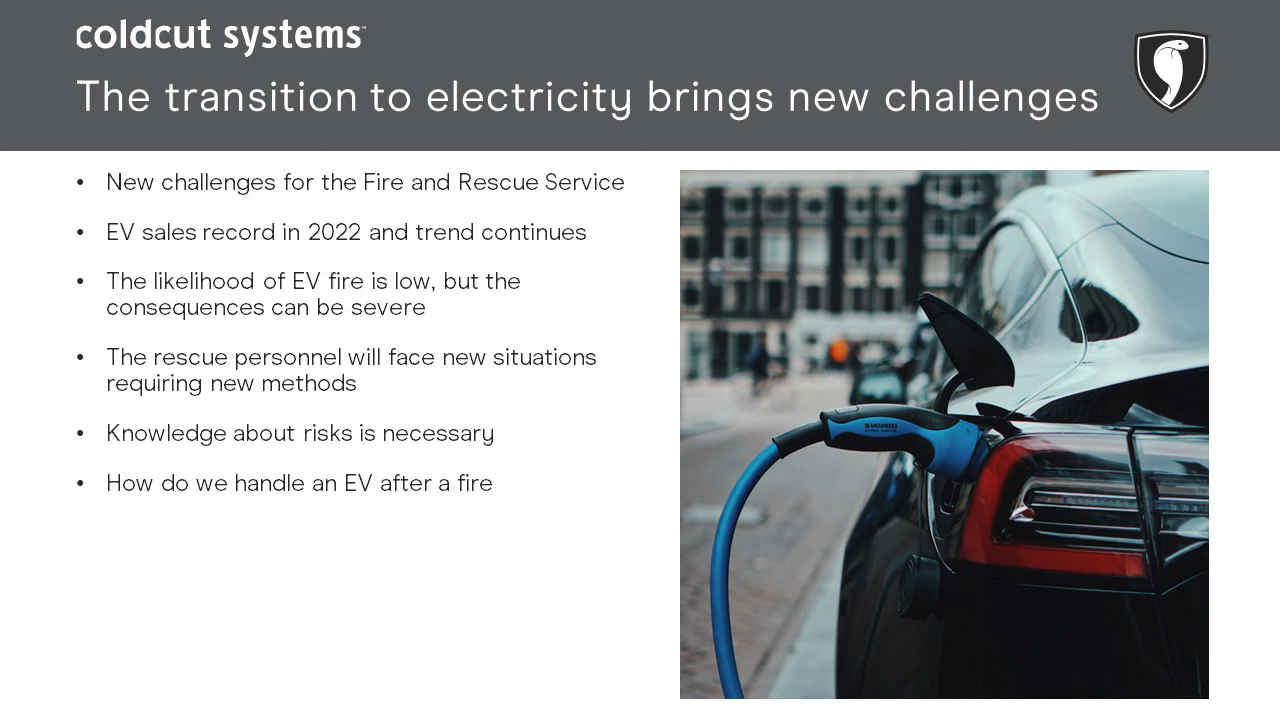 coldcut systems™
The transition to electricity brings new challenges
• New challenges for the Fire and Rescue Service
• EV sales record in 2022 and trend continues
• The likelihood of EV fire is low, but the
consequences can be severe
• The rescue personnel will face new situations
requiring new methods
• Knowledge about risks is necessary
• How do we handle an EV after a fire
MENNEKES